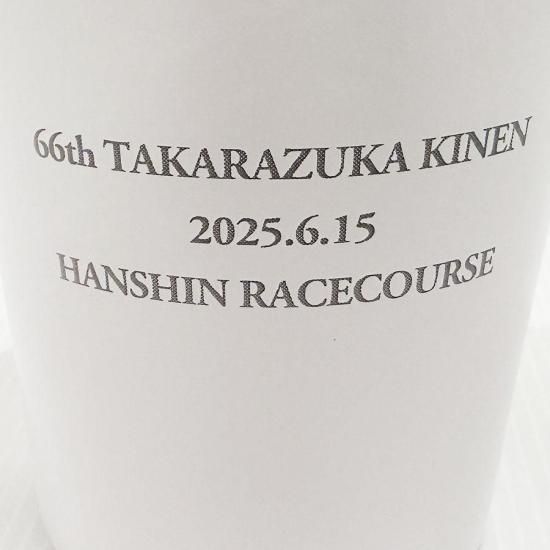 66th TAKARAZUKA KINEN
2025.6.15
HANSHIN RACECOURSE